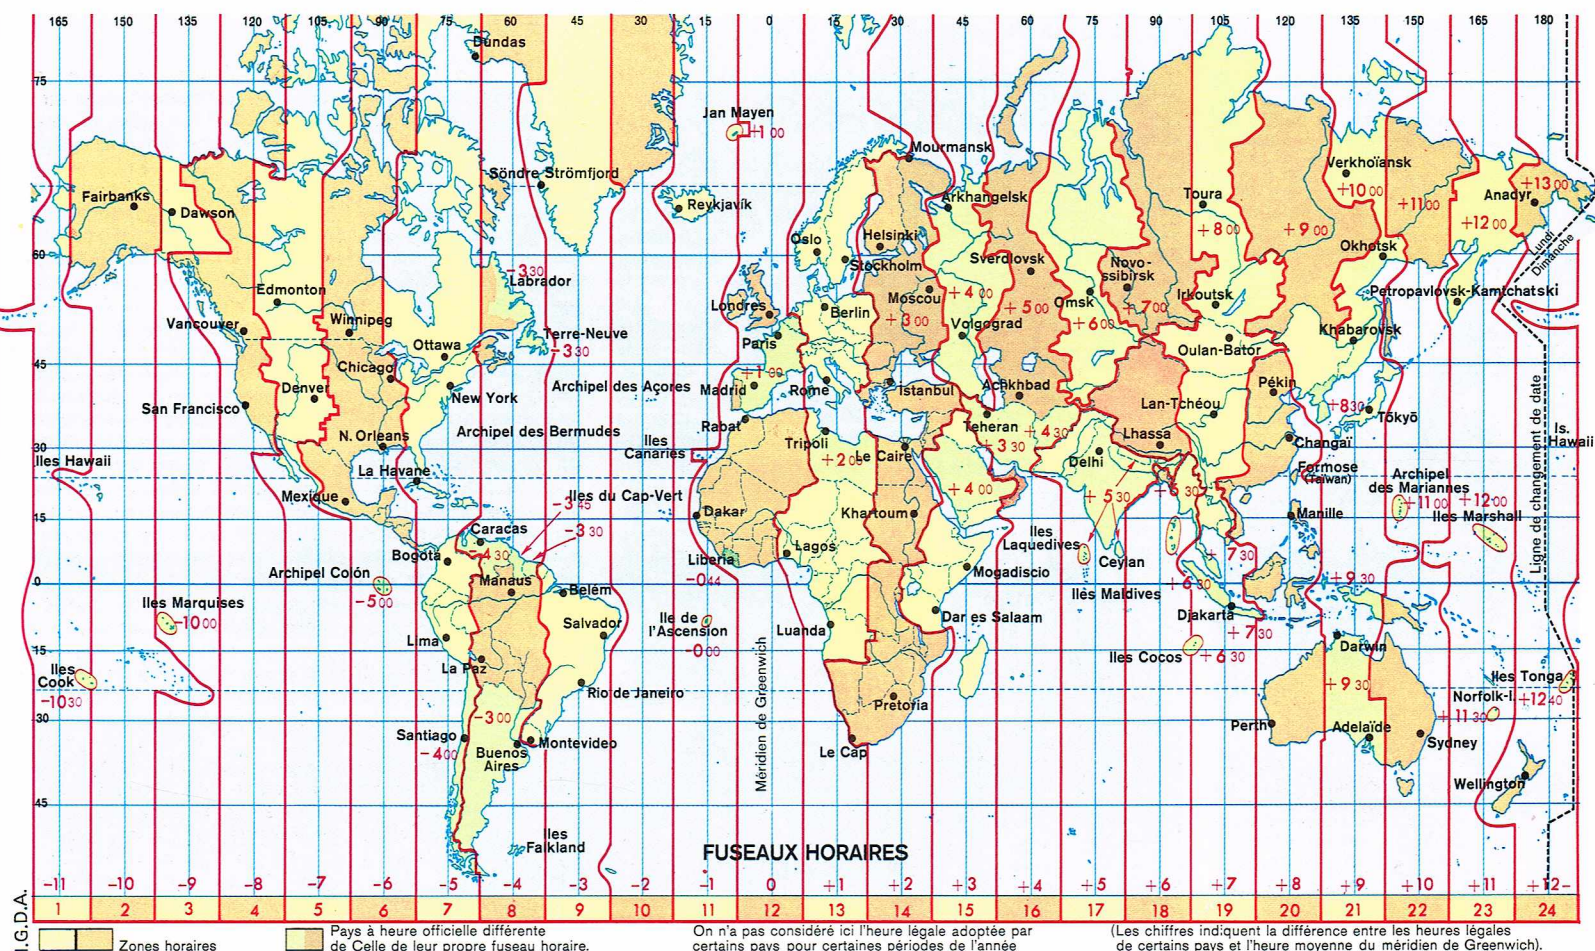 165 150 135 120 105 90 75 60 45 30 15 0 15 30 45 60 75 90 105 120 135 150 165 180
Dundas
75
Jan Mayen
+1 00
Mourmansk
Verkhoïansk
+10 00
Söndre Strömfjord
Fairbanks
Dawson
Reykjavík
Arkhangelsk
Toura
Anadyr
+13 00
+8 00
+9 00
+11 00
+12 00
Oslo
Helsinki
Stockholm
Sverdlovsk
Novo-
ssibirsk
Okhotsk
60
Lundi
Dimanche
-3 30
Labrador
Edmonton
Londres
Berlin
Moscou
+3 00
+4 00
+5 00
Omsk
+6 00
+7 00
Irkoutsk
Petropavlovsk-Kamtchatski
Vancouver
Winnipeg
Ottawa
Terre-Neuve
-3 30
Paris
Volgograd
Oulan-Bator
Khabarovsk
45
Chicago
+1 00
Denver
New York
Archipel des Açores
Madrid
Rome
Istanbul
Achkhbad
Pékin
San Francisco
Lan-Tchéou
+8 30
Tōkyō
N. Orleans
Archipel des Bermudes
Rabat
Tripoli
Teheran
+3 30
+4 30
Lhassa
Changaï
30
Iles
Canaries
+2 00
Le Caire
Delhi
Is.
Hawaii
Iles Hawaii
La Havane
Formose
(Taïwan)
Archipel
des Mariannes
+11 00
+12 00
Mexique
Iles du Cap-Vert
-3 45
+4 00
+5 30
+6 30
15
Dakar
Khartoum
Manille
Iles Marshall
Caracas
-3 30
Bogota
-4 30
Liberia
-0 44
Lagos
Iles
Laquedives
Ceylan
+7 30
Archipel Colón
-5 00
0
Manaus
Belém
Mogadiscio
Iles Maldives
+6 30
+9 30
Iles Marquises
-10 00
Salvador
Ile de
l'Ascension
-0 00
Luanda
Dar es Salaam
Djakarta
+7 30
Lima
15
La Paz
Iles Cocos
+6 30
Darwin
Iles
Cook
-10 30
Rio de Janeiro
Pretoria
+9 30
Iles Tonga
+12 40
Norfolk-I.
+11 30
30
-3 00
Santiago
-4 00
Buenos
Aires
Montevideo
Le Cap
Perth
Adelaïde
Sydney
Wellington
45
Méridien de Greenwich
Ligne de changement de date
Iles
Falkland
FUSEAUX HORAIRES
-11 -10 -9 -8 -7 -6 -5 -4 -3 -2 -1 0 +1 +2 +3 +4 +5 +6 +7 +8 +9 +10 +11 +12-
1 2 3 4 5 6 7 8 9 10 11 12 13 14 15 16 17 18 19 20 21 22 23 24
I.G.D.A.
Zones horaires
Pays à heure officielle différente
de Celle de leur propre fuseau horaire.
On n'a pas considéré ici l'heure légale adoptée par
certains pays pour certaines périodes de l'année
(Les chiffres indiquent la différence entre les heures légales
de certains pays et l'heure moyenne du méridien de Greenwich).